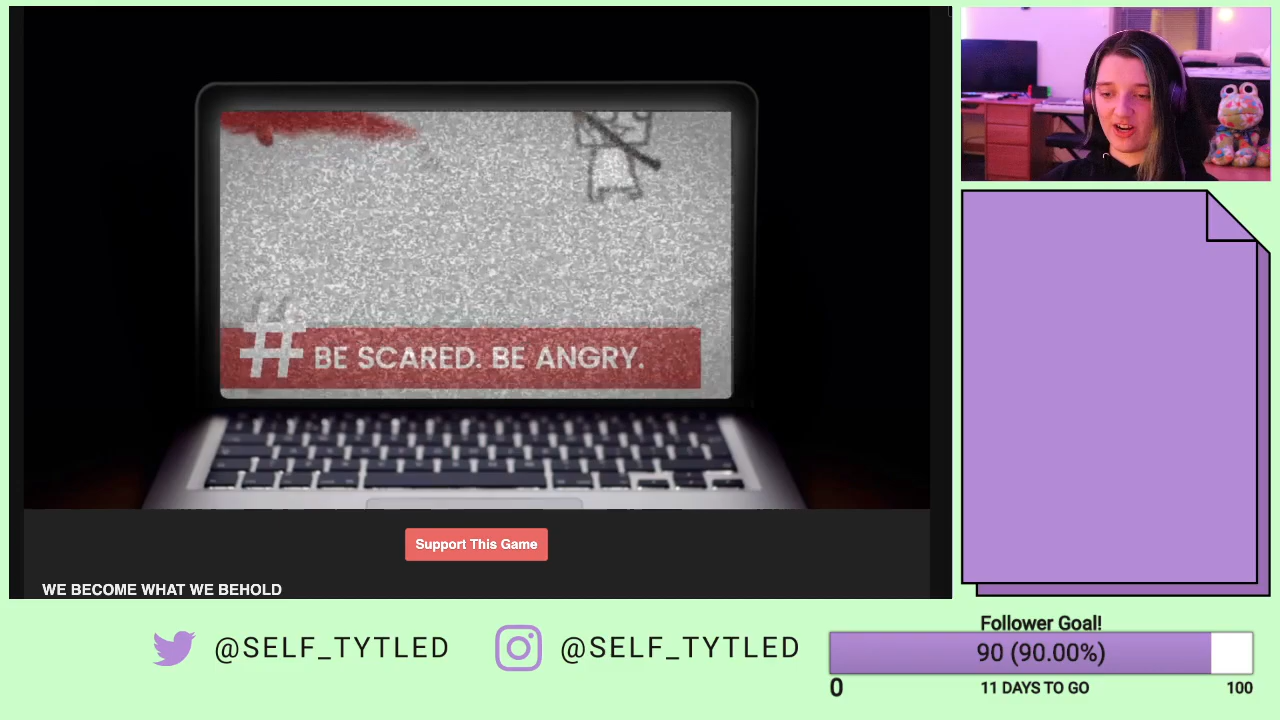 # BE SCARED. BE ANGRY.
Support This Game
WE BECOME WHAT WE BEHOLD
@SELF_TYTLED
@SELF_TYTLED
Follower Goal!
90 (90.00%)
0
11 DAYS TO GO
100